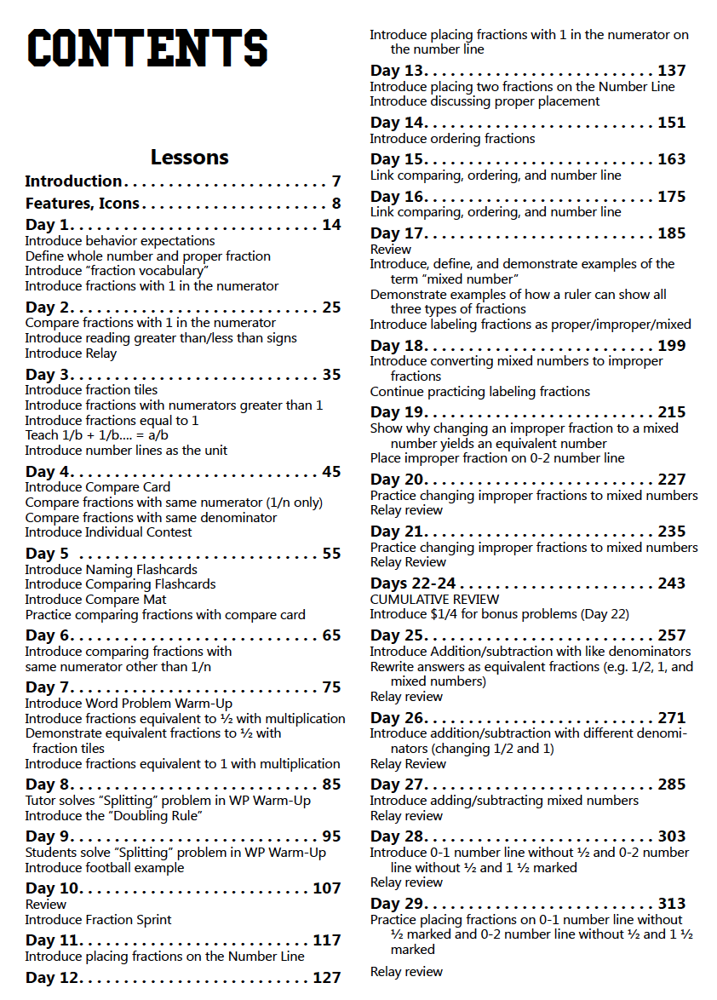 CONTENTS
Lessons
Introduction. . . . . . . . . . . . . . . . . . . . . . . 7
Features, Icons . . . . . . . . . . . . . . . . . . . . . 8
Day 1. . . . . . . . . . . . . . . . . . . . . . . . . . . . 14
Introduce behavior expectations
Define whole number and proper fraction
Introduce “fraction vocabulary”
Introduce fractions with 1 in the numerator
Day 2. . . . . . . . . . . . . . . . . . . . . . . . . . . . 25
Compare fractions with 1 in the numerator
Introduce reading greater than/less than signs
Introduce Relay
Day 3. . . . . . . . . . . . . . . . . . . . . . . . . . . . 35
Introduce fraction tiles
Introduce fractions with numerators greater than 1
Introduce fractions equal to 1
Teach 1/b + 1/b…. = a/b
Introduce number lines as the unit
Day 4. . . . . . . . . . . . . . . . . . . . . . . . . . . . 45
Introduce Compare Card
Compare fractions with same numerator (1/n only)
Compare fractions with same denominator
Introduce Individual Contest
Day 5 . . . . . . . . . . . . . . . . . . . . . . . . . . . 55
Introduce Naming Flashcards
Introduce Comparing Flashcards
Introduce Compare Mat
Practice comparing fractions with compare card
Day 6. . . . . . . . . . . . . . . . . . . . . . . . . . . . 65
Introduce comparing fractions with
same numerator other than 1/n
Day 7. . . . . . . . . . . . . . . . . . . . . . . . . . . . 75
Introduce Word Problem Warm-Up
Introduce fractions equivalent to ½ with multiplication
Demonstrate equivalent fractions to ½ with
fraction tiles
Introduce fractions equivalent to 1 with multiplication
Day 8. . . . . . . . . . . . . . . . . . . . . . . . . . . . 85
Tutor solves “Splitting” problem in WP Warm-Up
Introduce the “Doubling Rule”
Day 9. . . . . . . . . . . . . . . . . . . . . . . . . . . . 95
Students solve “Splitting” problem in WP Warm-Up
Introduce football example
Day 10. . . . . . . . . . . . . . . . . . . . . . . . . . 107
Review
Introduce Fraction Sprint
Day 11. . . . . . . . . . . . . . . . . . . . . . . . . . 117
Introduce placing fractions on the Number Line
Day 12. . . . . . . . . . . . . . . . . . . . . . . . . . 127
Introduce placing fractions with 1 in the numerator on
the number line
Day 13. . . . . . . . . . . . . . . . . . . . . . . . . . 137
Introduce placing two fractions on the Number Line
Introduce discussing proper placement
Day 14. . . . . . . . . . . . . . . . . . . . . . . . . . 151
Introduce ordering fractions
Day 15. . . . . . . . . . . . . . . . . . . . . . . . . . 163
Link comparing, ordering, and number line
Day 16. . . . . . . . . . . . . . . . . . . . . . . . . . 175
Link comparing, ordering, and number line
Day 17. . . . . . . . . . . . . . . . . . . . . . . . . . 185
Review
Introduce, define, and demonstrate examples of the
term “mixed number”
Demonstrate examples of how a ruler can show all
three types of fractions
Introduce labeling fractions as proper/improper/mixed
Day 18. . . . . . . . . . . . . . . . . . . . . . . . . . 199
Introduce converting mixed numbers to improper
fractions
Continue practicing labeling fractions
Day 19. . . . . . . . . . . . . . . . . . . . . . . . . . 215
Show why changing an improper fraction to a mixed
number yields an equivalent number
Place improper fraction on 0-2 number line
Day 20. . . . . . . . . . . . . . . . . . . . . . . . . . 227
Practice changing improper fractions to mixed numbers
Relay review
Day 21. . . . . . . . . . . . . . . . . . . . . . . . . . 235
Practice changing improper fractions to mixed numbers
Relay Review
Days 22-24 . . . . . . . . . . . . . . . . . . . . . . 243
CUMULATIVE REVIEW
Introduce $1/4 for bonus problems (Day 22)
Day 25. . . . . . . . . . . . . . . . . . . . . . . . . . 257
Introduce Addition/subtraction with like denominators
Rewrite answers as equivalent fractions (e.g. 1/2, 1, and
mixed numbers)
Relay review
Day 26. . . . . . . . . . . . . . . . . . . . . . . . . . 271
Introduce addition/subtraction with different denomi-
nators (changing 1/2 and 1)
Relay Review
Day 27. . . . . . . . . . . . . . . . . . . . . . . . . . 285
Introduce adding/subtracting mixed numbers
Relay review
Day 28. . . . . . . . . . . . . . . . . . . . . . . . . . 303
Introduce 0-1 number line without ½ and 0-2 number
line without ½ and 1 ½ marked
Relay review
Day 29. . . . . . . . . . . . . . . . . . . . . . . . . . 313
Practice placing fractions on 0-1 number line without
½ marked and 0-2 number line without ½ and 1 ½
marked
Relay review